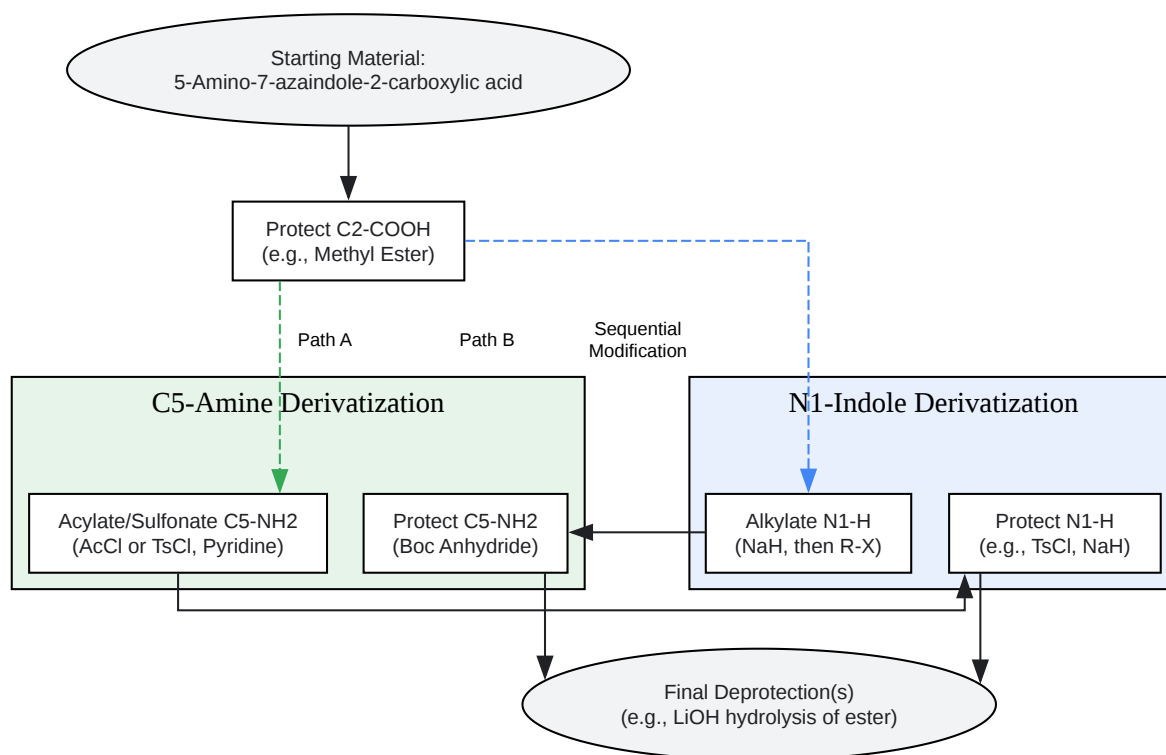 Starting Material:
5-Amino-7-azaindole-2-carboxylic acid
Protect C2-COOH
(e.g., Methyl Ester)
Path A
Path B
Sequential
Modification
C5-Amine Derivatization
N1-Indole Derivatization
Acylate/Sulfonate C5-NH2
(AcCl or TsCl, Pyridine)
Protect C5-NH2
(Boc Anhydride)
Alkylate N1-H
(NaH, then R-X)
Protect N1-H
(e.g., TsCl, NaH)
Final Deprotection(s)
(e.g., LiOH hydrolysis of ester)